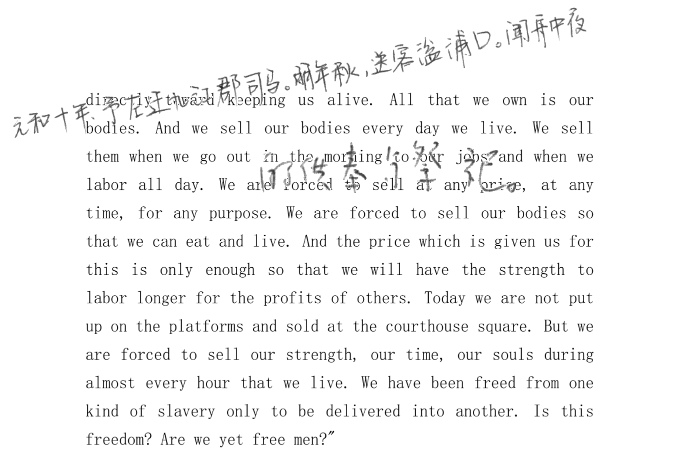 元和十年、予左迁九江郡司马。明年秋,送客湓浦口。闻舟中夜
directly toward keeping us alive. All that we own is our
bodies. And we sell our bodies every day we live. We sell
them when we go out in the morning to our jobs and when we
祭祀。
labor all day. We are forced to sell at any price, at any
time, for any purpose. We are forced to sell our bodies so
that we can eat and live. And the price which is given us for
this is only enough so that we will have the strength to
labor longer for the profits of others. Today we are not put
up on the platforms and sold at the courthouse square. But we
are forced to sell our strength, our time, our souls during
almost every hour that we live. We have been freed from one
kind of slavery only to be delivered into another. Is this
freedom? Are we yet free men?"